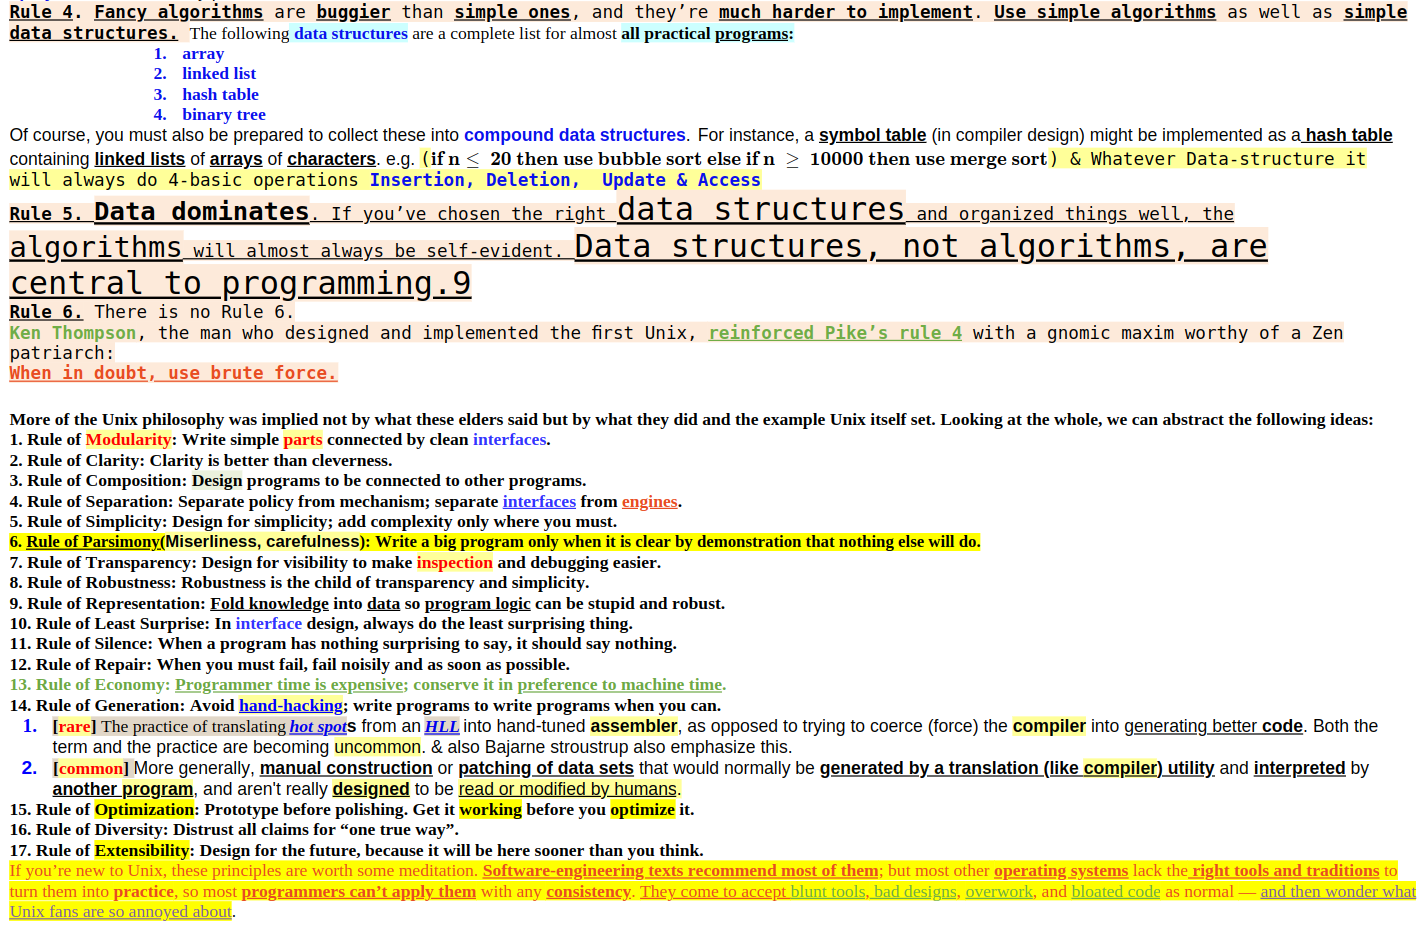 Rule 4. Fancy algorithms are buggier than simple ones, and they’re much harder to implement. Use simple algorithms as well as simple
data structures. The following data structures are a complete list for almost all practical programs:
1. array
2. linked list
3. hash table
4. binary tree
Of course, you must also be prepared to collect these into compound data structures. For instance, a symbol table (in compiler design) might be implemented as a hash table
containing linked lists of arrays of characters. e.g. (if n ≤ 20 then use bubble sort else if n ≥ 10000 then use merge sort) & Whatever Data-structure it
will always do 4-basic operations Insertion, Deletion, Update & Access
Rule 5. Data dominates. If you’ve chosen the right data structures and organized things well, the
algorithms will almost always be self-evident. Data structures, not algorithms, are
central to programming.9
Rule 6. There is no Rule 6.
Ken Thompson, the man who designed and implemented the first Unix, reinforced Pike’s rule 4 with a gnomic maxim worthy of a Zen
patriarch:
When in doubt, use brute force.
More of the Unix philosophy was implied not by what these elders said but by what they did and the example Unix itself set. Looking at the whole, we can abstract the following ideas:
1. Rule of Modularity: Write simple parts connected by clean interfaces.
2. Rule of Clarity: Clarity is better than cleverness.
3. Rule of Composition: Design programs to be connected to other programs.
4. Rule of Separation: Separate policy from mechanism; separate interfaces from engines.
5. Rule of Simplicity: Design for simplicity; add complexity only where you must.
6. Rule of Parsimony(Miserliness, carefulness): Write a big program only when it is clear by demonstration that nothing else will do.
7. Rule of Transparency: Design for visibility to make inspection and debugging easier.
8. Rule of Robustness: Robustness is the child of transparency and simplicity.
9. Rule of Representation: Fold knowledge into data so program logic can be stupid and robust.
10. Rule of Least Surprise: In interface design, always do the least surprising thing.
11. Rule of Silence: When a program has nothing surprising to say, it should say nothing.
12. Rule of Repair: When you must fail, fail noisily and as soon as possible.
13. Rule of Economy: Programmer time is expensive; conserve it in preference to machine time.
14. Rule of Generation: Avoid hand-hacking; write programs to write programs when you can.
1. [rare] The practice of translating hot spots from an HLL into hand-tuned assembler, as opposed to trying to coerce (force) the compiler into generating better code. Both the
term and the practice are becoming uncommon. & also Bajarne stroustrup also emphasize this.
2. [common] More generally, manual construction or patching of data sets that would normally be generated by a translation (like compiler) utility and interpreted by
another program, and aren't really designed to be read or modified by humans.
15. Rule of Optimization: Prototype before polishing. Get it working before you optimize it.
16. Rule of Diversity: Distrust all claims for “one true way”.
17. Rule of Extensibility: Design for the future, because it will be here sooner than you think.
If you’re new to Unix, these principles are worth some meditation. Software-engineering texts recommend most of them; but most other operating systems lack the right tools and traditions to
turn them into practice, so most programmers can’t apply them with any consistency. They come to accept blunt tools, bad designs, overwork, and bloated code as normal — and then wonder what
Unix fans are so annoyed about.